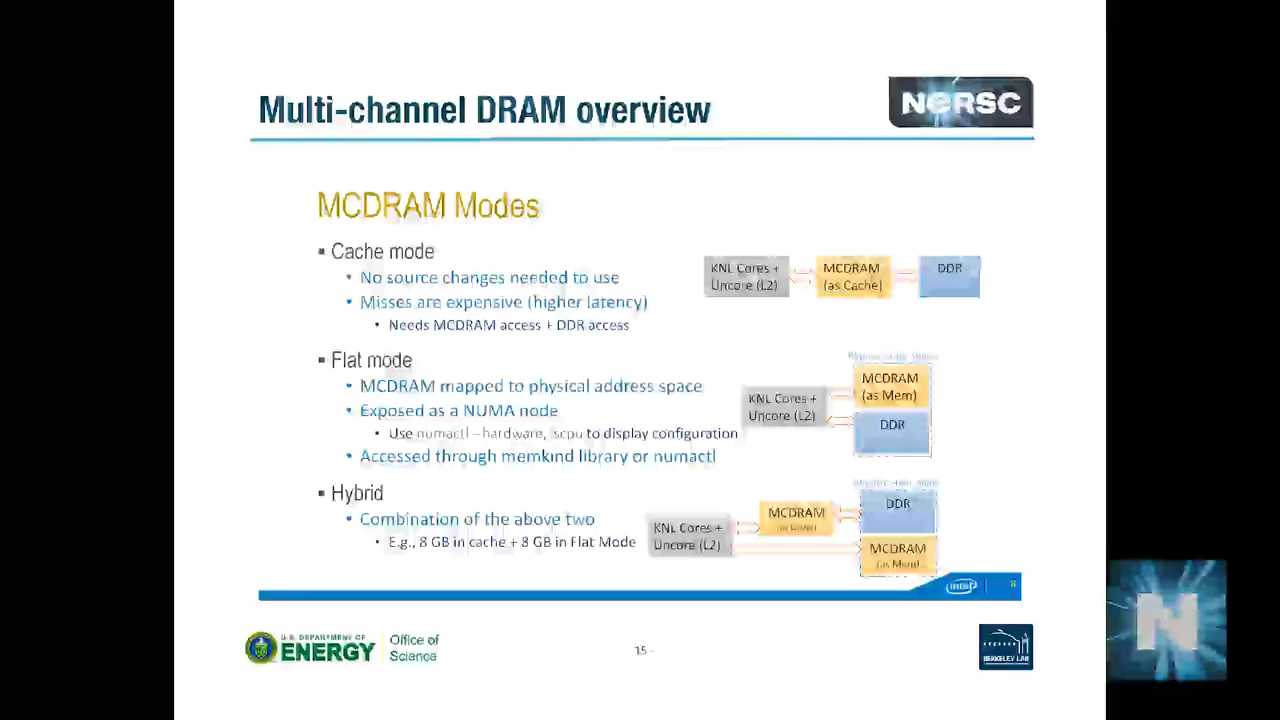 Multi-channel DRAM overview
NERSC
MCDRAM Modes
▪ Cache mode
• No source changes needed to use
• Misses are expensive (higher latency)
• Needs MCDRAM access + DDR access
KNL Cores +
Uncore (L2)
MCDRAM
(as Cache)
DDR
▪ Flat mode
• MCDRAM mapped to physical address space
• Exposed as a NUMA node
• Use numactl --hardware, lscpu to display configuration
• Accessed through memkind library or numactl
KNL Cores +
Uncore (L2)
MCDRAM
(as Mem)
DDR
▪ Hybrid
• Combination of the above two
• E.g., 8 GB in cache + 8 GB in Flat Mode
KNL Cores +
Uncore (L2)
MCDRAM
DDR
MCDRAM
(as Mem)
intel
8
U.S. DEPARTMENT OF
ENERGY
Office of
Science
15
BERKELEY LAB
N